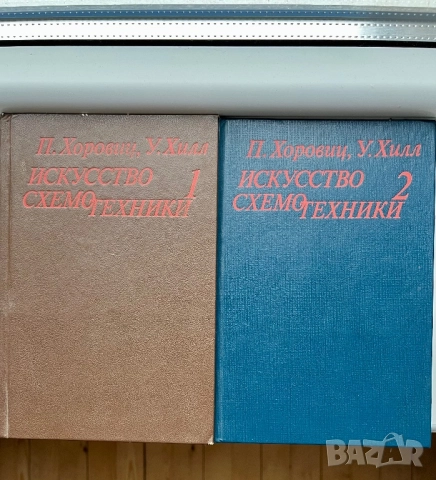 П. Хоровиц, У. Хилл
ИСКУССТВО
СХЕМОТЕХНИКИ
1
П. Хоровиц, У. Хилл
ИСКУССТВО
СХЕМОТЕХНИКИ
2
BAZAR